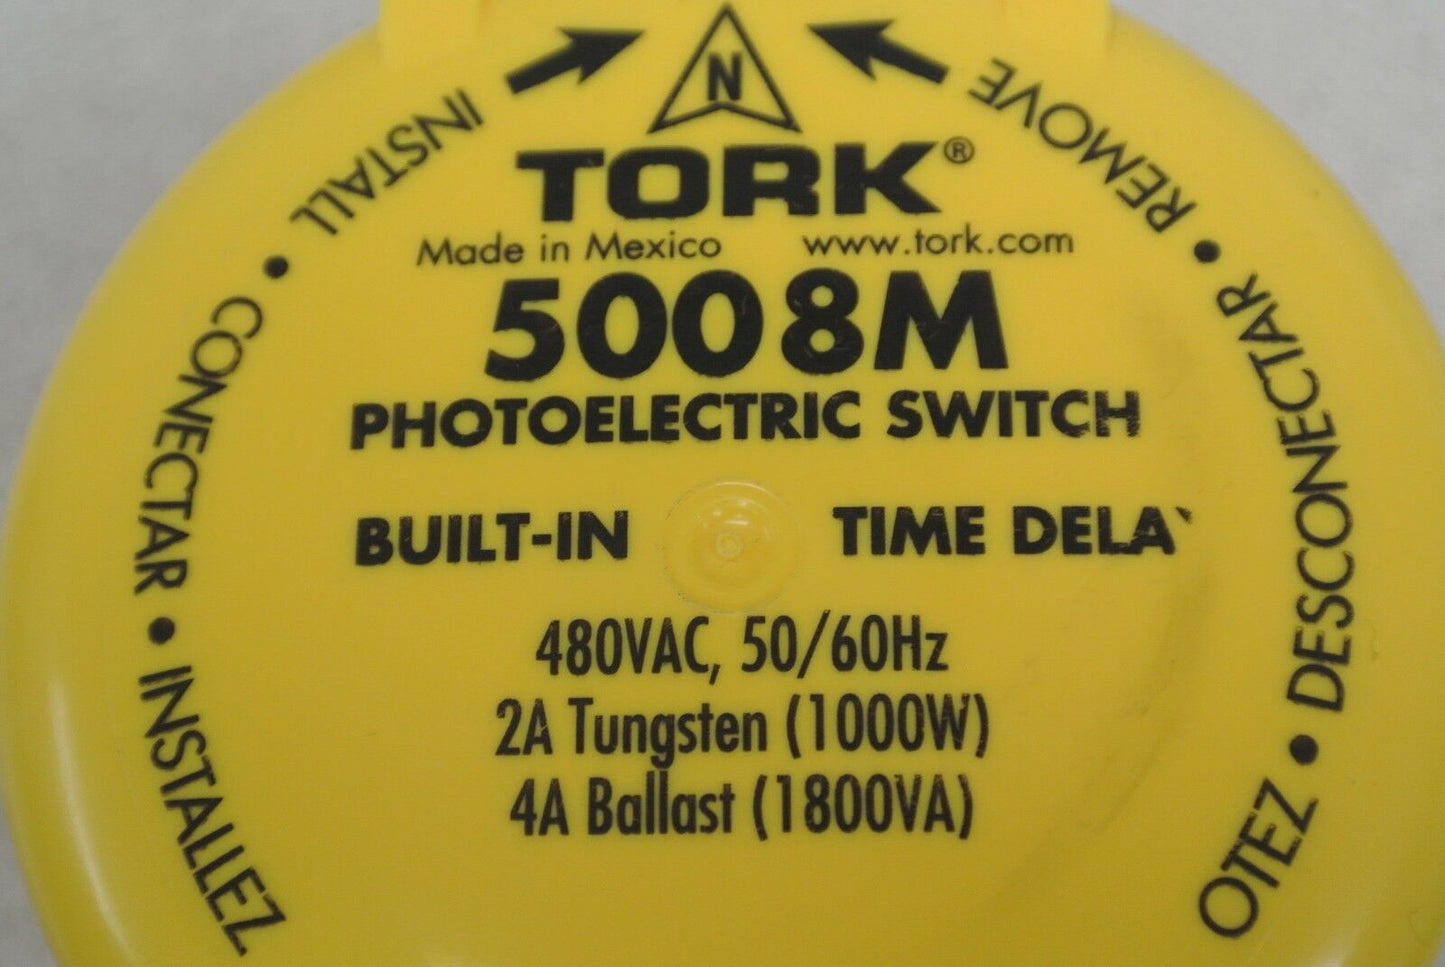 N
TORK®
Made in Mexico www.tork.com
5008M
PHOTOELECTRIC SWITCH
BUILT-IN TIME DELA
480VAC, 50/60Hz
2A Tungsten (1000W)
4A Ballast (1800VA)
INSTALL • CONECTAR • INSTALLEZ
REMOVE • DESCONECTAR • OTEZ